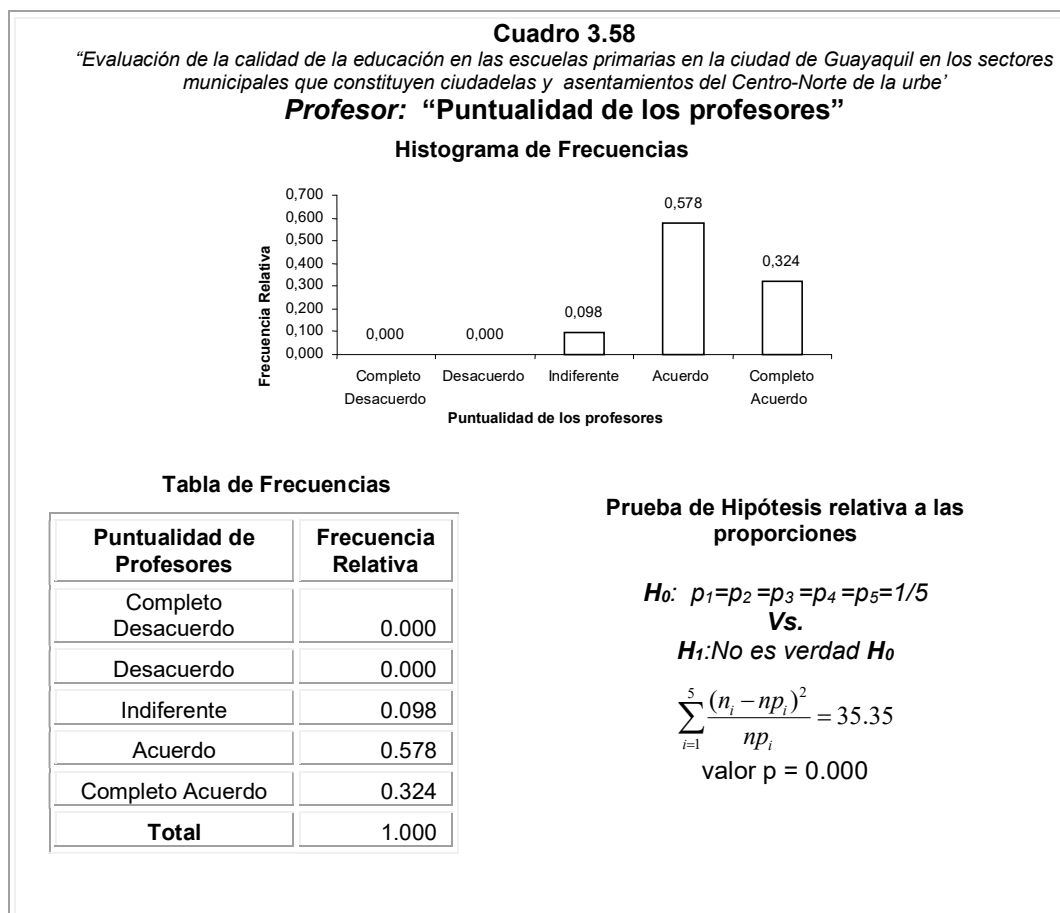 Cuadro 3.58
“Evaluación de la calidad de la educación en las escuelas primarias en la ciudad de Guayaquil en los sectores
municipales que constituyen ciudadelas y asentamientos del Centro-Norte de la urbe’
Profesor: “Puntualidad de los profesores”
Histograma de Frecuencias
Frecuencia Relativa
0,700
0,600
0,500
0,400
0,300
0,200
0,100
0,000
0,000
0,000
0,098
0,578
0,324
Completo Desacuerdo Indiferente Acuerdo Completo
Desacuerdo Acuerdo
Puntualidad de los profesores
Tabla de Frecuencias
Puntualidad de Frecuencia
Profesores Relativa
Completo
Desacuerdo 0.000
Desacuerdo 0.000
Indiferente 0.098
Acuerdo 0.578
Completo Acuerdo 0.324
Total 1.000
Prueba de Hipótesis relativa a las
proporciones
H₀: p₁=p₂=p₃=p₄=p₅=1/5
Vs.
H₁:No es verdad H₀
∑_{i=1}^{5} (n_i − np_i)² / np_i = 35.35
valor p = 0.000